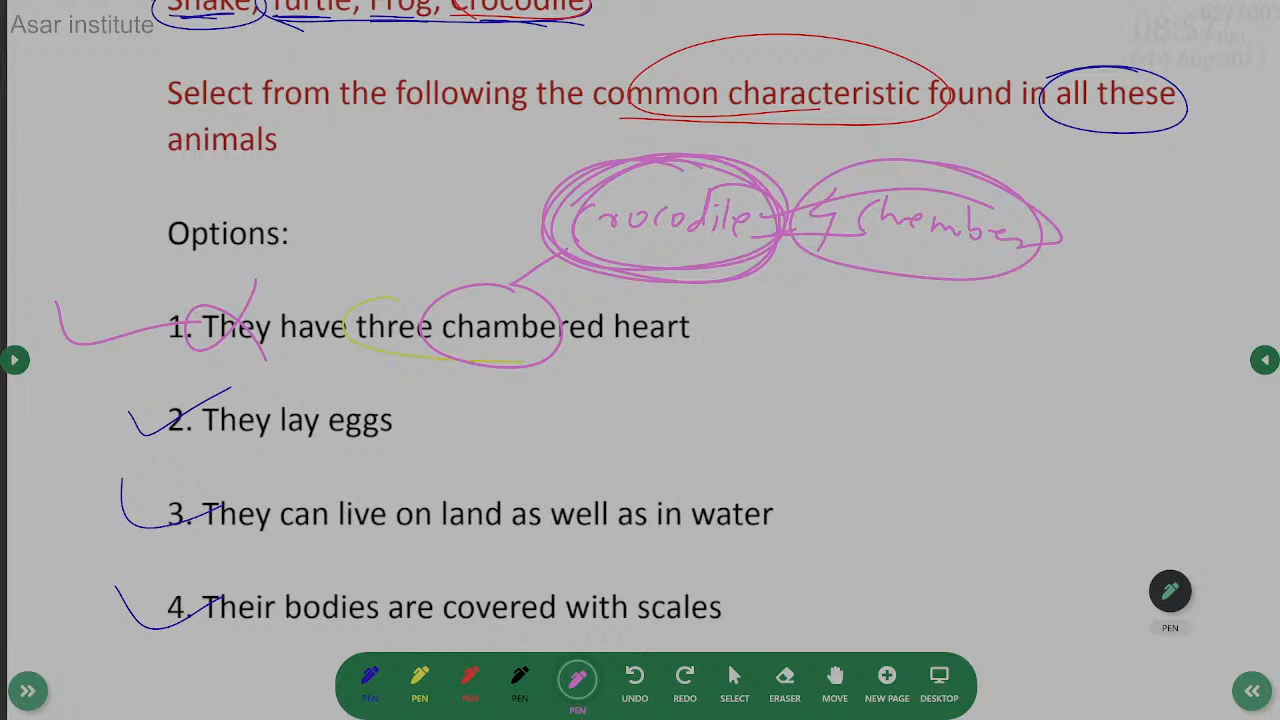 Snake, Turtle, Frog, Crocodile
Asar institute
Select from the following the common characteristic found in all these
animals
Crocodile 4 Chember
Options:
1. They have three chambered heart
2. They lay eggs
3. They can live on land as well as in water
4. Their bodies are covered with scales
PEN
PEN PEN PEN PEN PEN UNDO REDO SELECT ERASER MOVE NEW PAGE DESKTOP